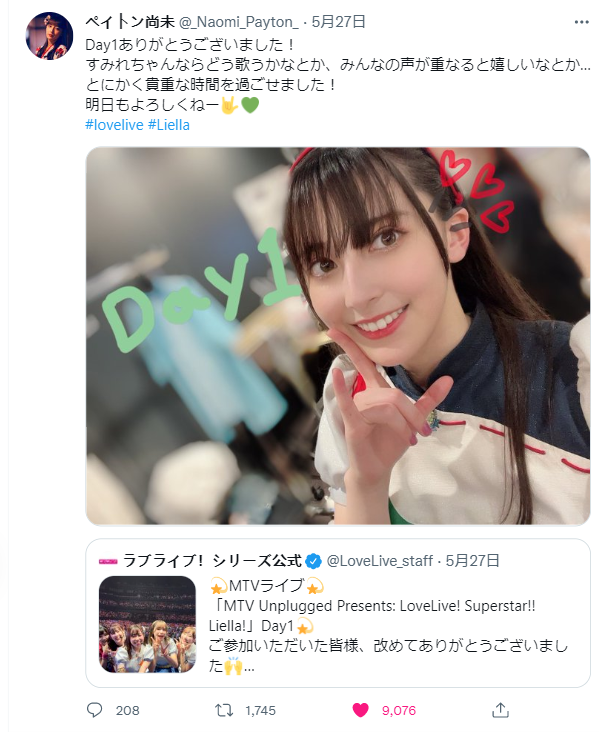 ペイトン尚未 @_Naomi_Payton_ · 5月27日
Day1ありがとうございました！
すみれちゃんならどう歌うかなとか、みんなの声が重なると嬉しいなとか...
とにかく貴重な時間を過ごせました！
明日もよろしくねー🤟💚
#lovelive #Liella
Day1
ラブライブ！シリーズ公式 @LoveLive_staff · 5月27日
💫MTVライブ💫
「MTV Unplugged Presents: LoveLive! Superstar!!
Liella!」Day1💫
ご参加いただいた皆様、改めてありがとうございまし
た🙌...
208 1,745 9,076